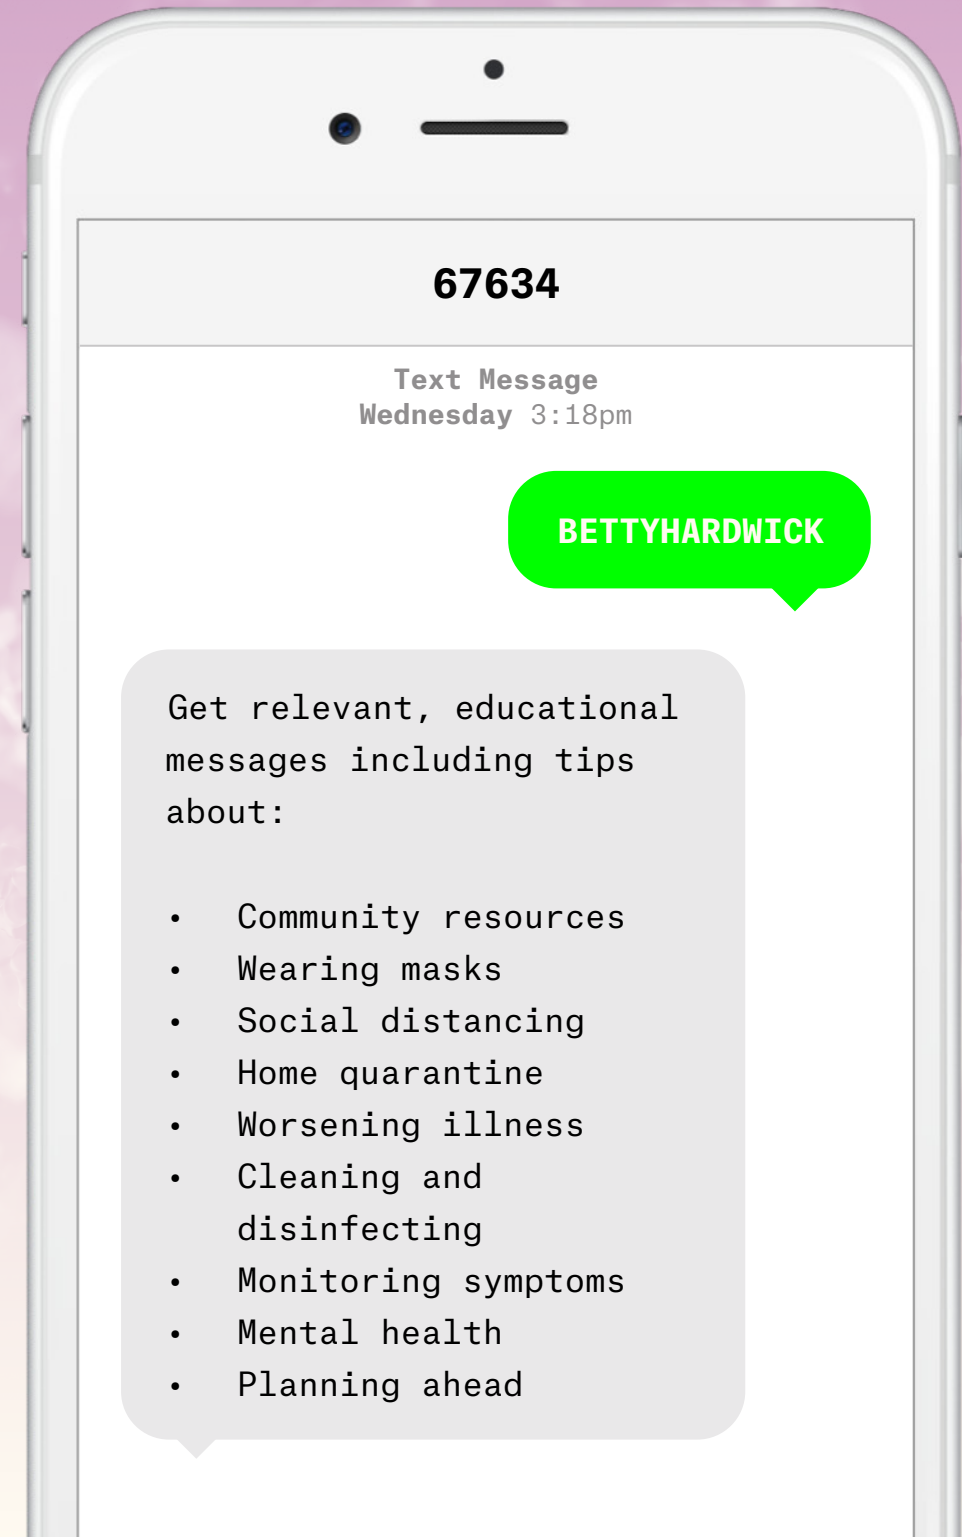 67634
Text Message
Wednesday 3:18pm
BETTYHARDWICK
Get relevant, educational
messages including tips
about:
• Community resources
• Wearing masks
• Social distancing
• Home quarantine
• Worsening illness
• Cleaning and
disinfecting
• Monitoring symptoms
• Mental health
• Planning ahead